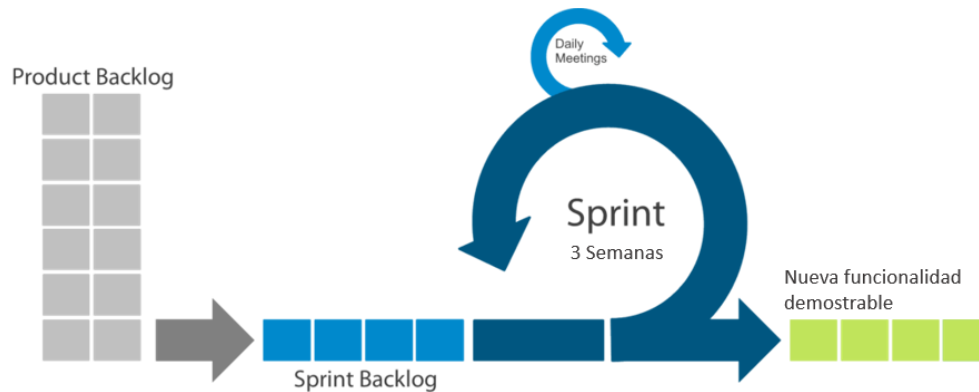 Daily
Meetings
Product Backlog
Sprint
3 Semanas
Nueva funcionalidad
demostrable
Sprint Backlog